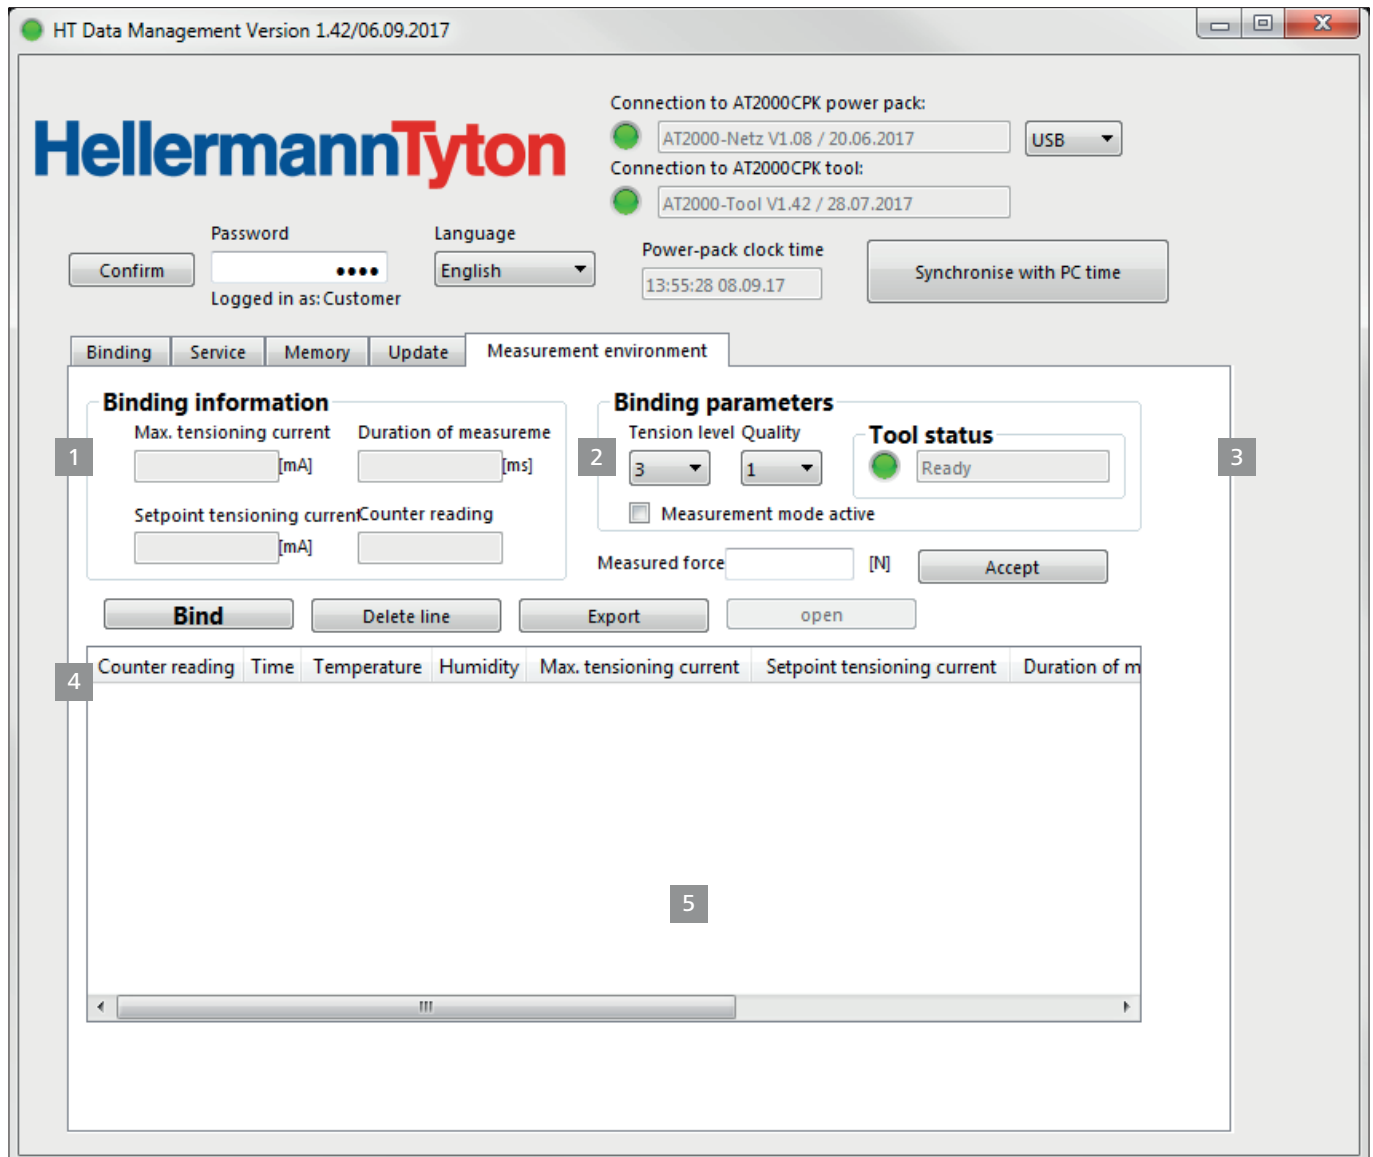 HT Data Management Version 1.42/06.09.2017
HellermannTyton
Connection to AT2000CPK power pack:
AT2000-Netz V1.08 / 20.06.2017
USB
Connection to AT2000CPK tool:
AT2000-Tool V1.42 / 28.07.2017
Password
Language
Confirm
••••
English
Logged in as: Customer
Power-pack clock time
13:55:28 08.09.17
Synchronise with PC time
Binding Service Memory Update Measurement environment
Binding information
Max. tensioning current Duration of measureme
1
[mA] [ms]
Setpoint tensioning current Counter reading
[mA]
Binding parameters
Tension level Quality
2
3 1
Tool status
Ready
3
Measurement mode active
Measured force [N] Accept
Bind Delete line Export open
4
Counter reading Time Temperature Humidity Max. tensioning current Setpoint tensioning current Duration of m
5